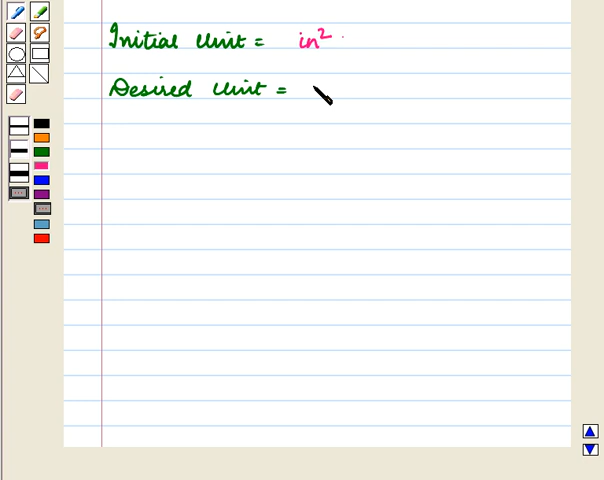 Initial Unit = in²
Desired Unit =